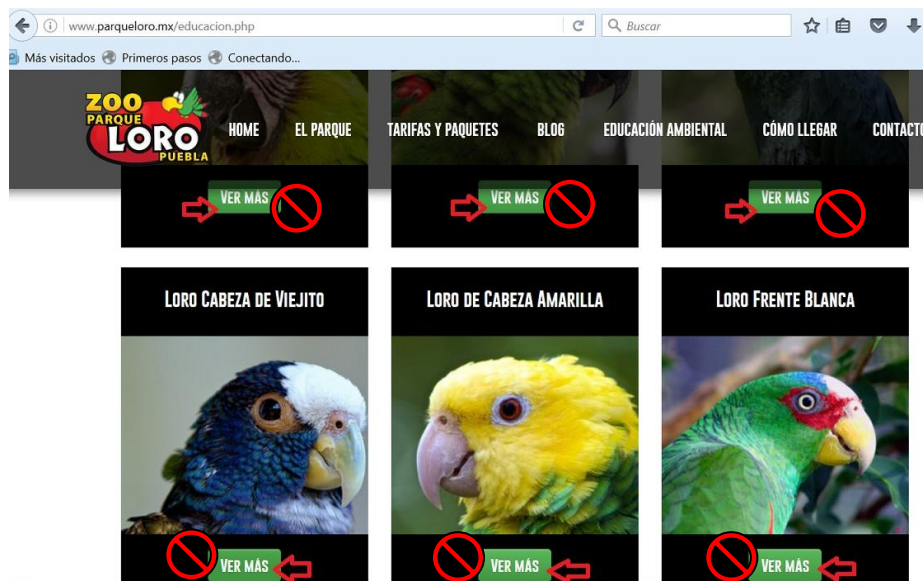 www.parqueloro.mx/educacion.php
Buscar
Más visitados Primeros pasos Conectando...
ZOO
PARQUE
LORO
PUEBLA
HOME EL PARQUE TARIFAS Y PAQUETES BLOG EDUCACIÓN AMBIENTAL CÓMO LLEGAR CONTACTO
VER MÁS VER MÁS VER MÁS
LORO CABEZA DE VIEJITO LORO DE CABEZA AMARILLA LORO FRENTE BLANCA
VER MÁS VER MÁS VER MÁS